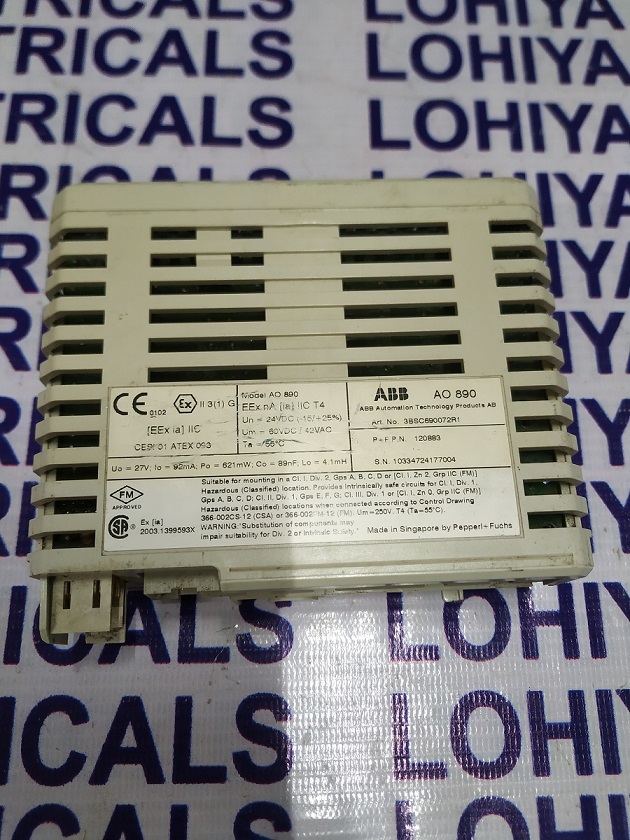 TRICALS LOHIYA
TRICALS LOHIYA
TRICALS LOHIYA
CE 0102 Ex II 3(1) G
[EEx ia] IIC
CESI 01 ATEX 093
Model AO 890
EEx nA [ia] IIC T4
Un = 24VDC (-15/+25%)
Um = 60VDC / 42VAC
Ta = 55°C
ABB AO 890
ABB Automation Technology Products AB
Art. No. 3BSC690072R1
P+F P.N. 120883
Uo = 27V; Io = 92mA; Po = 621mW; Co = 89nF, Lo = 4.1mH
S.N. 10334724177004
FM
APPROVED
SA ® Ex [ia]
2003.1399593X
Suitable for mounting in a Cl. I, Div. 2, Gps A, B, C, D or [Cl. I, Zn 2, Grp IIC (FM)]
Hazardous (Classified) location. Provides Intrinsically safe circuits for Cl. I, Div. 1,
Gps A, B, C, D; Cl. II, Div. 1, Gps E, F, G; Cl. III, Div. 1 or [Cl. I, Zn 0, Grp IIC (FM)]
Hazardous (Classified) locations when connected according to Control Drawing
366-002CS-12 (CSA) or 366-002FM-12 (FM). Um=250V. T4 (Ta=55°C).
WARNING: 'Substitution of components may
impair suitability for Div. 2 or Intrinsic Safety.' Made in Singapore by Pepperl+Fuchs
CALS LOHIYA
RICALS LOHIYA